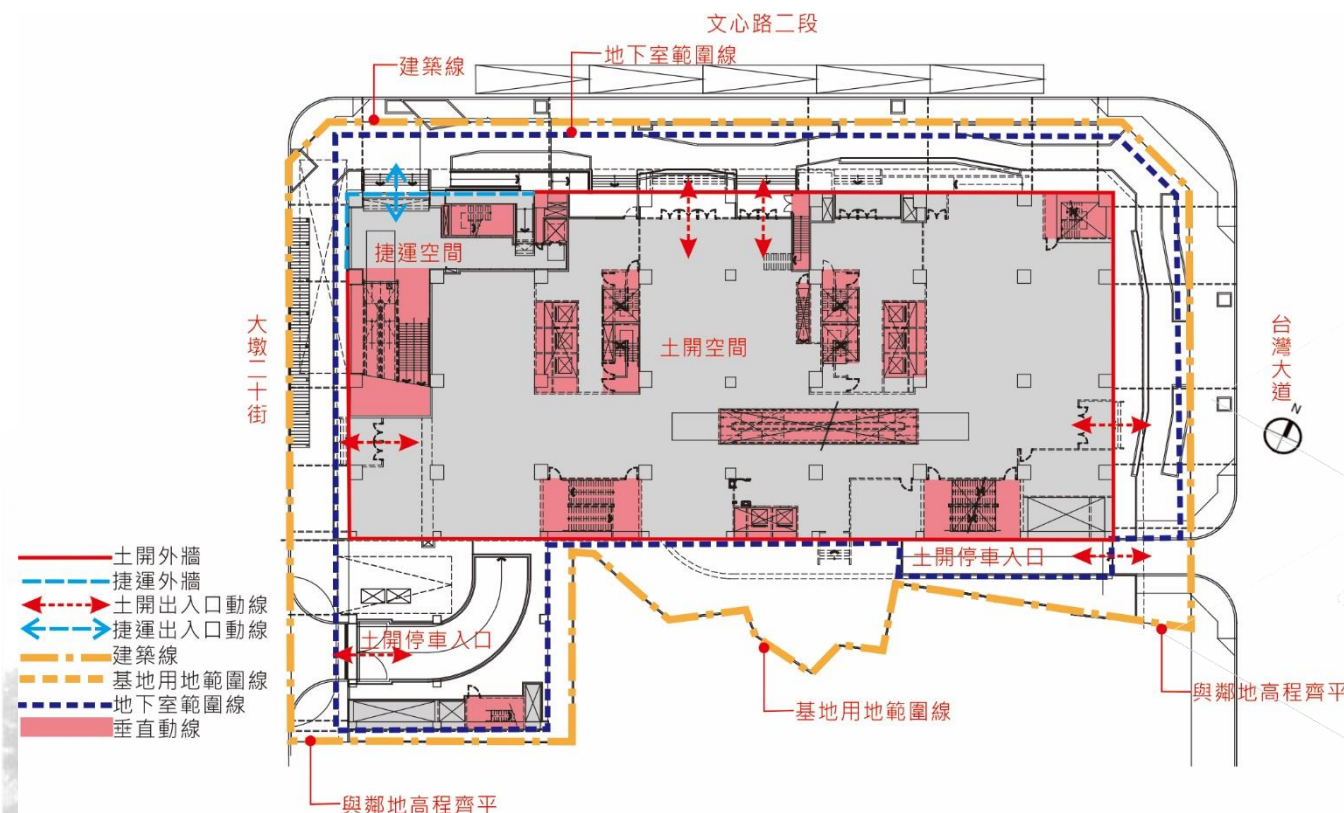 文心路二段
建築線
地下室範圍線
捷運空間
大墩二十街
土開空間
台灣大道
N
土開停車入口
土開停車入口
土開外牆
捷運外牆
土開出入口動線
捷運出入口動線
建築線
基地用地範圍線
地下室範圍線
垂直動線
基地用地範圍線
與鄰地高程齊平
與鄰地高程齊平